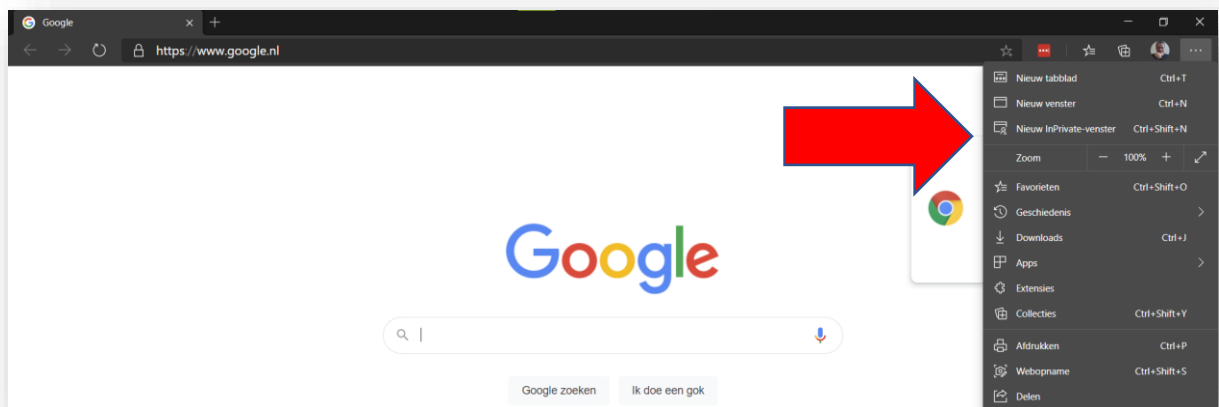 Google
https://www.google.nl
Nieuw tabblad Ctrl+T
Nieuw venster Ctrl+N
Nieuw InPrivate-venster Ctrl+Shift+N
Zoom 100%
Favorieten Ctrl+Shift+O
Geschiedenis
Downloads Ctrl+J
Apps
Extensies
Collecties Ctrl+Shift+Y
Afdrukken Ctrl+P
Webopname Ctrl+Shift+S
Delen
Google
Google zoeken Ik doe een gok